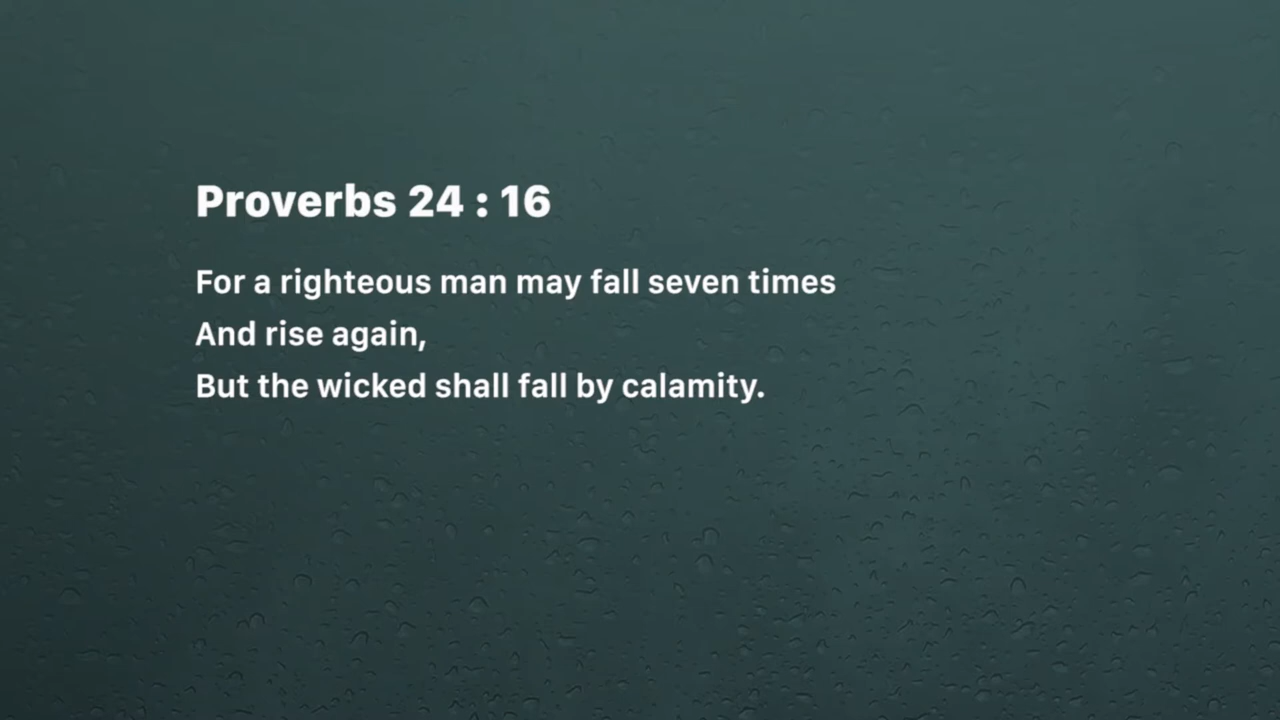 Proverbs 24 : 16
For a righteous man may fall seven times
And rise again,
But the wicked shall fall by calamity.